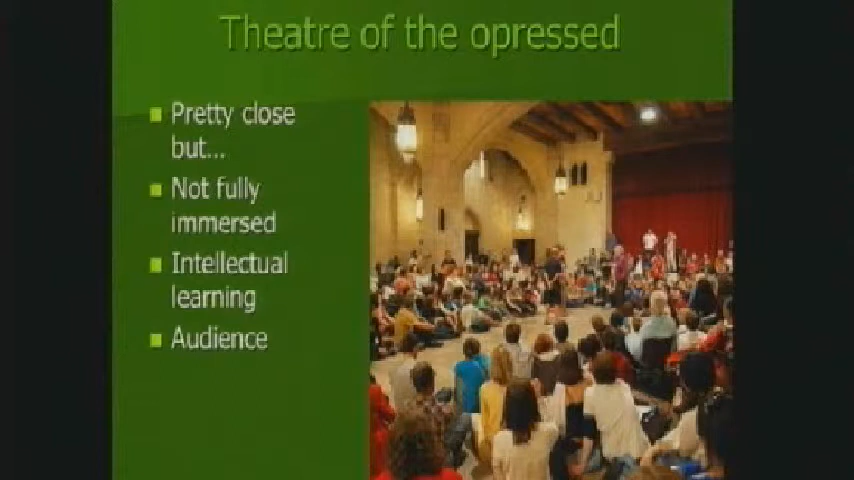 Theatre of the opressed
Pretty close
but...
Not fully
immersed
Intellectual
learning
Audience